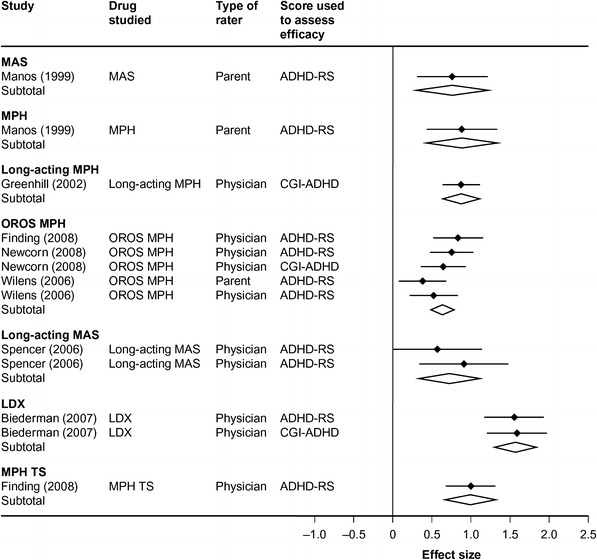 Study Drug studied Type of rater Score used to assess efficacy
MAS
Manos (1999) MAS Parent ADHD-RS
Subtotal
MPH
Manos (1999) MPH Parent ADHD-RS
Subtotal
Long-acting MPH
Greenhill (2002) Long-acting MPH Physician CGI-ADHD
Subtotal
OROS MPH
Finding (2008) OROS MPH Physician ADHD-RS
Newcorn (2008) OROS MPH Physician ADHD-RS
Newcorn (2008) OROS MPH Physician CGI-ADHD
Wilens (2006) OROS MPH Parent ADHD-RS
Wilens (2006) OROS MPH Physician ADHD-RS
Subtotal
Long-acting MAS
Spencer (2006) Long-acting MAS Physician ADHD-RS
Spencer (2006) Long-acting MAS Physician ADHD-RS
Subtotal
LDX
Biederman (2007) LDX Physician ADHD-RS
Biederman (2007) LDX Physician CGI-ADHD
Subtotal
MPH TS
Finding (2008) MPH TS Physician ADHD-RS
Subtotal
−1.0 −0.5 0 0.5 1.0 1.5 2.0 2.5
Effect size